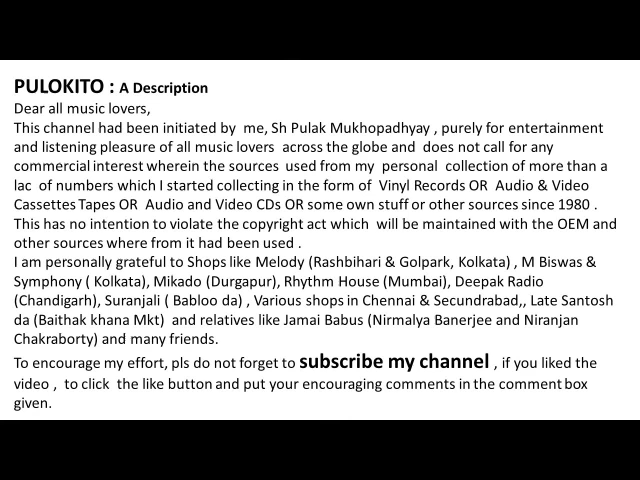 PULOKITO : A Description
Dear all music lovers,
This channel had been initiated by me, Sh Pulak Mukhopadhyay , purely for entertainment
and listening pleasure of all music lovers across the globe and does not call for any
commercial interest wherein the sources used from my personal collection of more than a
lac of numbers which I started collecting in the form of Vinyl Records OR Audio & Video
Cassettes Tapes OR Audio and Video CDs OR some own stuff or other sources since 1980 .
This has no intention to violate the copyright act which will be maintained with the OEM and
other sources where from it had been used .
I am personally grateful to Shops like Melody (Rashbihari & Golpark, Kolkata) , M Biswas &
Symphony ( Kolkata), Mikado (Durgapur), Rhythm House (Mumbai), Deepak Radio
(Chandigarh), Suranjali ( Babloo da) , Various shops in Chennai & Secundrabad,, Late Santosh
da (Baithak khana Mkt) and relatives like Jamai Babus (Nirmalya Banerjee and Niranjan
Chakraborty) and many friends.
To encourage my effort, pls do not forget to subscribe my channel , if you liked the
video , to click the like button and put your encouraging comments in the comment box
given.